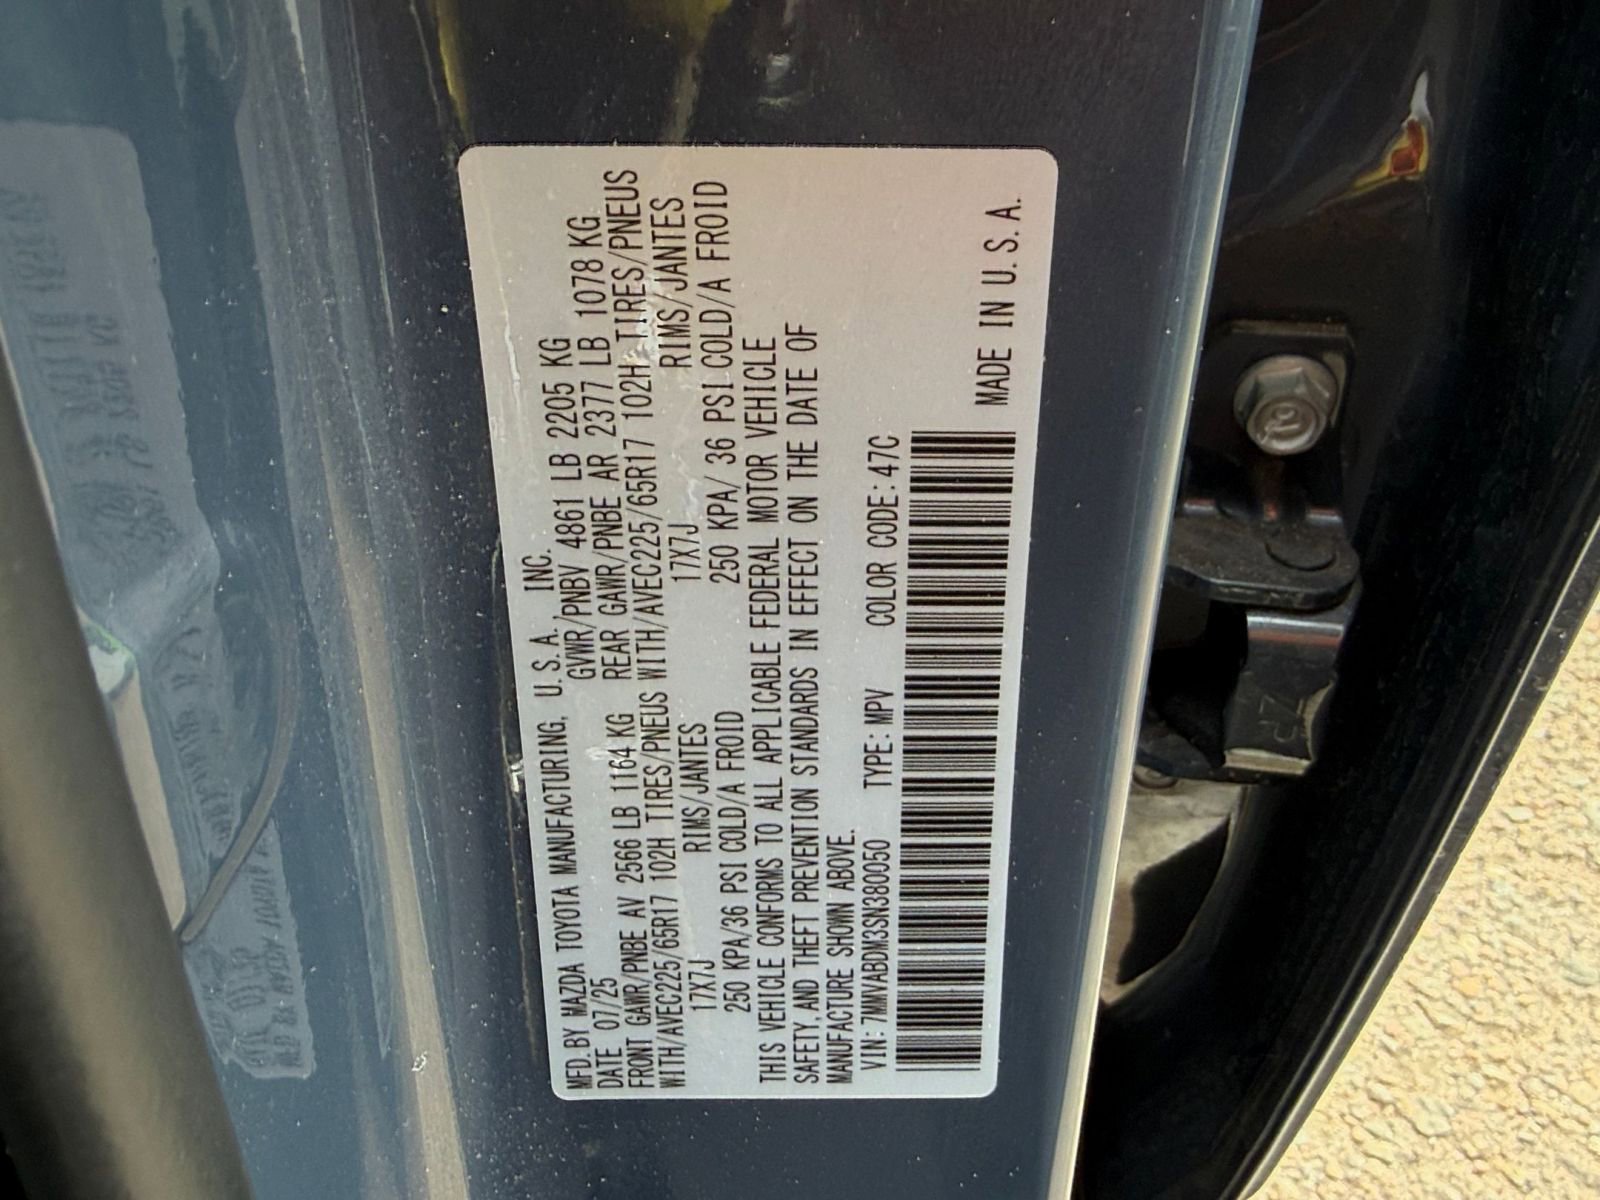 MFD.BY MAZDA TOYOTA MANUFACTURING, U.S.A. INC.
DATE 07/25 GVWR/PNBV 4861 LB 2205 KG
FRONT GAWR/PNBE AV 2566 LB 1164 KG REAR GAWR/PNBE AR 2377 LB 1078 KG
WITH/AVEC225/65R17 102H TIRES/PNEUS WITH/AVEC225/65R17 102H TIRES/PNEUS
17X7J RIMS/JANTES 17X7J RIMS/JANTES
250 KPA/36 PSI COLD/A FROID 250 KPA/ 36 PSI COLD/A FROID
THIS VEHICLE CONFORMS TO ALL APPLICABLE FEDERAL MOTOR VEHICLE
SAFETY, AND THEFT PREVENTION STANDARDS IN EFFECT ON THE DATE OF
MANUFACTURE SHOWN ABOVE.
VIN: 7MMVABDM3SN380050 TYPE: MPV COLOR CODE: 47C
MADE IN U.S.A.